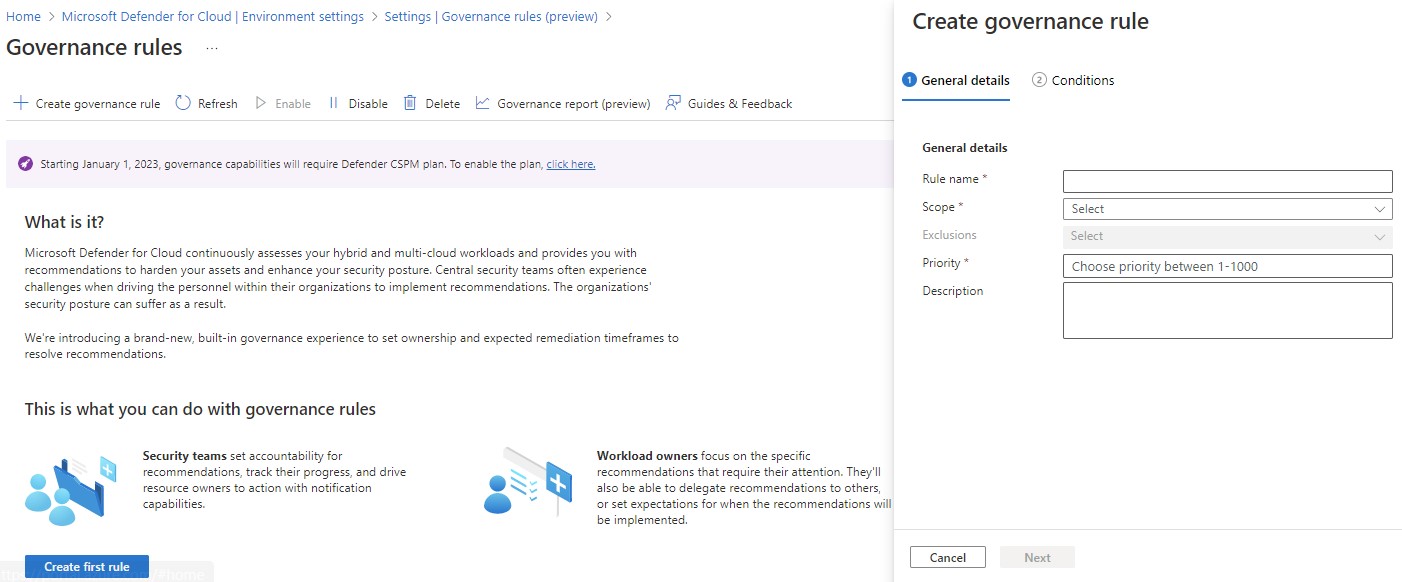 Home > Microsoft Defender for Cloud | Environment settings > Settings | Governance rules (preview) >
Governance rules ...
Create governance rule Refresh Enable Disable Delete Governance report (preview) Guides & Feedback
Starting January 1, 2023, governance capabilities will require Defender CSPM plan. To enable the plan, click here.
What is it?
Microsoft Defender for Cloud continuously assesses your hybrid and multi-cloud workloads and provides you with
recommendations to harden your assets and enhance your security posture. Central security teams often experience
challenges when driving the personnel within their organizations to implement recommendations. The organizations'
security posture can suffer as a result.
We're introducing a brand-new, built-in governance experience to set ownership and expected remediation timeframes to
resolve recommendations.
This is what you can do with governance rules
Security teams set accountability for
recommendations, track their progress, and drive
resource owners to action with notification
capabilities.
Workload owners focus on the specific
recommendations that require their attention. They'll
also be able to delegate recommendations to others,
or set expectations for when the recommendations will
be implemented.
Create first rule
Create governance rule
1 General details 2 Conditions
General details
Rule name *
Scope * Select
Exclusions Select
Priority * Choose priority between 1-1000
Description
Cancel Next